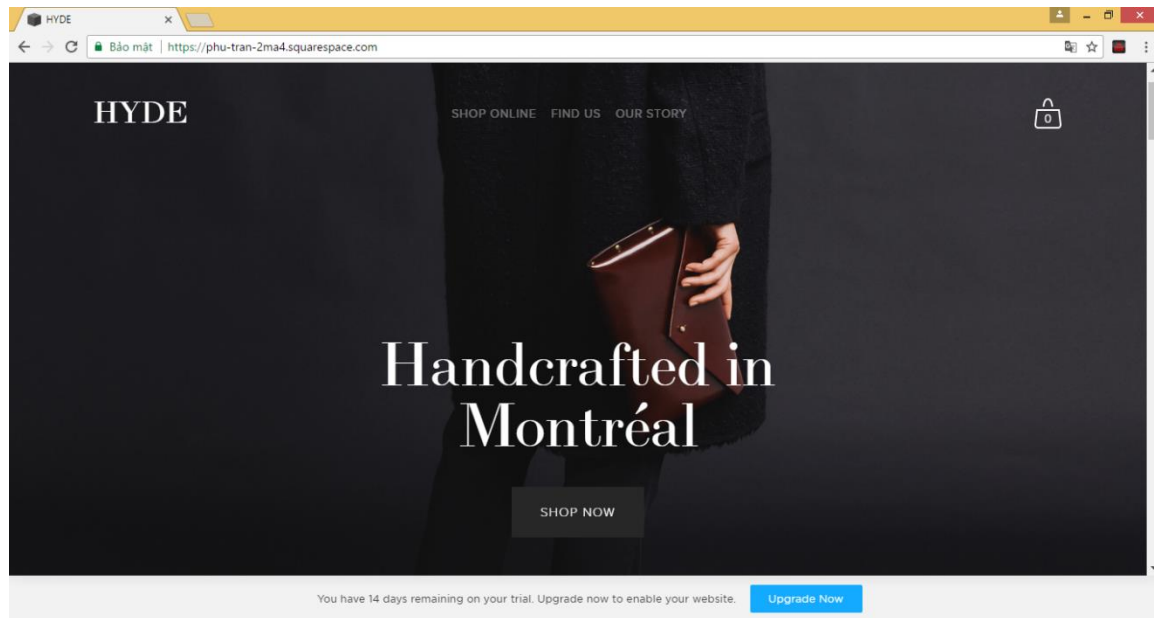 HYDE
Bảo mật | https://phu-tran-2ma4.squarespace.com
HYDE SHOP ONLINE FIND US OUR STORY 0
Handcrafted in
Montréal
SHOP NOW
You have 14 days remaining on your trial. Upgrade now to enable your website. Upgrade Now